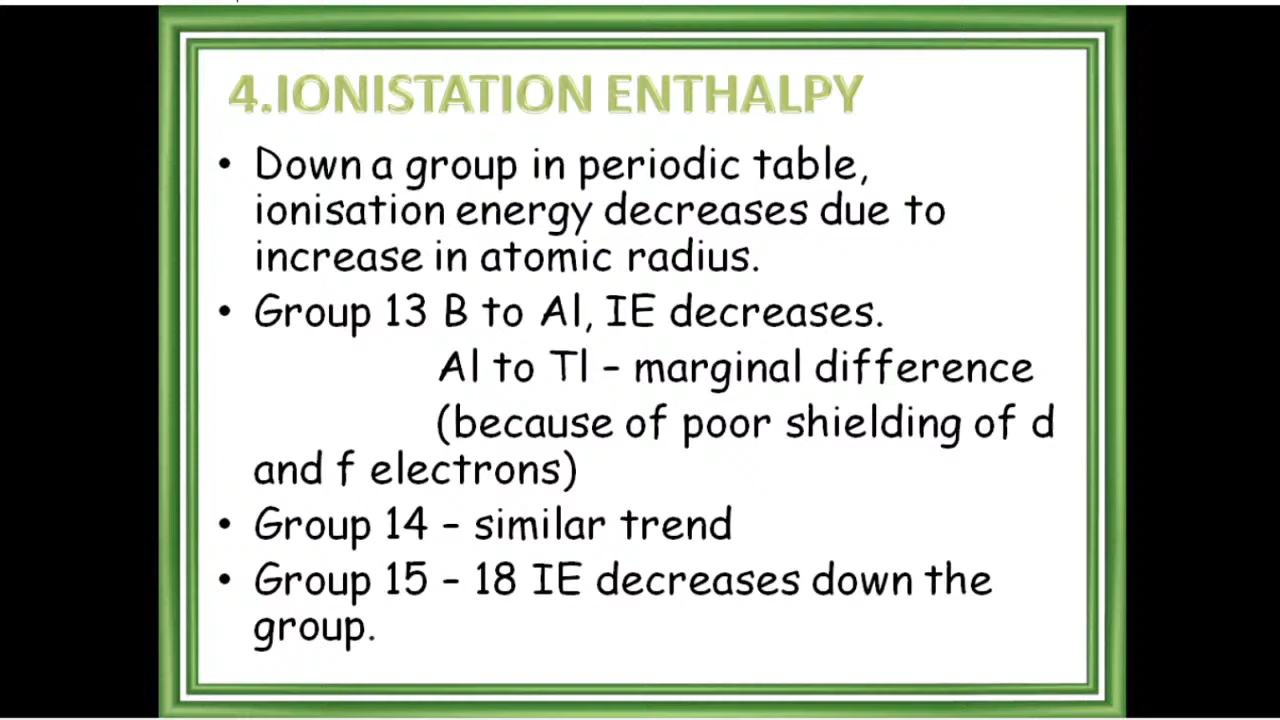 4.IONISTATION ENTHALPY
• Down a group in periodic table,
ionisation energy decreases due to
increase in atomic radius.
• Group 13 B to Al, IE decreases.
Al to Tl – marginal difference
(because of poor shielding of d
and f electrons)
• Group 14 – similar trend
• Group 15 – 18 IE decreases down the
group.